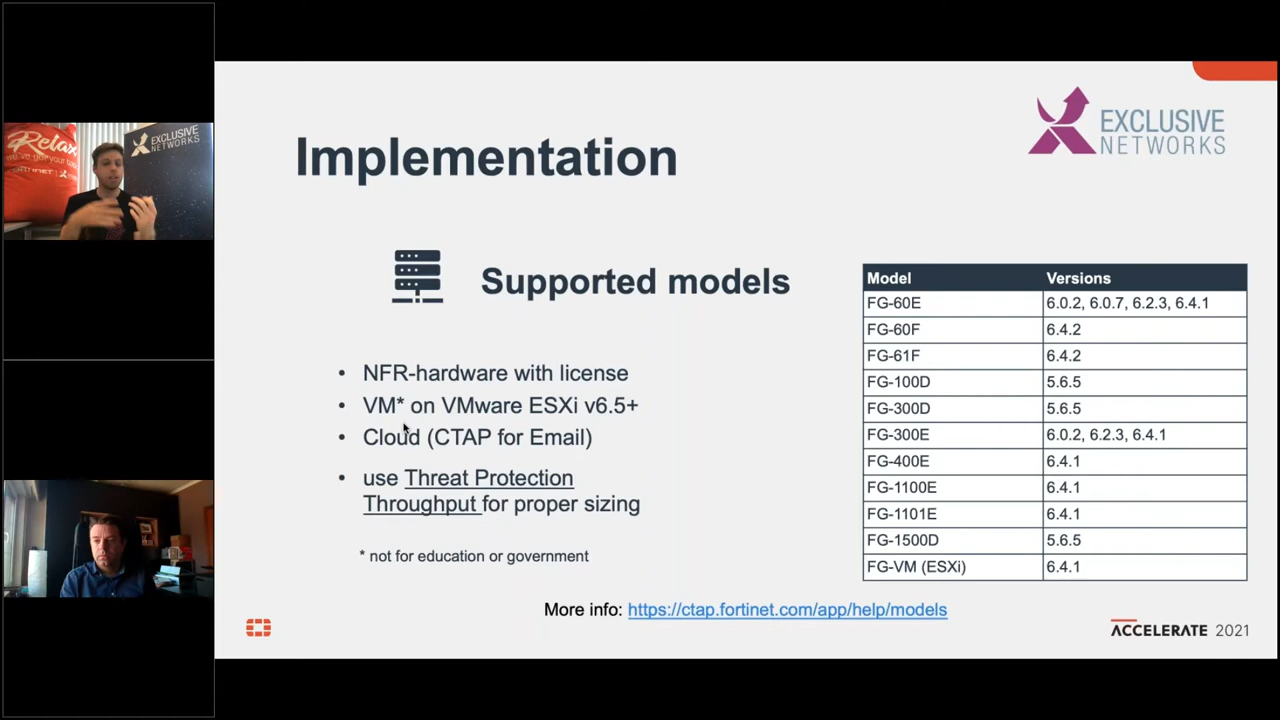 Relax
EXCLUSIVE
NETWORKS
EXCLUSIVE
NETWORKS
Implementation
Supported models
• NFR-hardware with license
• VM* on VMware ESXi v6.5+
• Cloud (CTAP for Email)
• use Threat Protection
Throughput for proper sizing
* not for education or government
Model Versions
FG-60E 6.0.2, 6.0.7, 6.2.3, 6.4.1
FG-60F 6.4.2
FG-61F 6.4.2
FG-100D 5.6.5
FG-300D 5.6.5
FG-300E 6.0.2, 6.2.3, 6.4.1
FG-400E 6.4.1
FG-1100E 6.4.1
FG-1101E 6.4.1
FG-1500D 5.6.5
FG-VM (ESXi) 6.4.1
More info: https://ctap.fortinet.com/app/help/models
ACCELERATE 2021